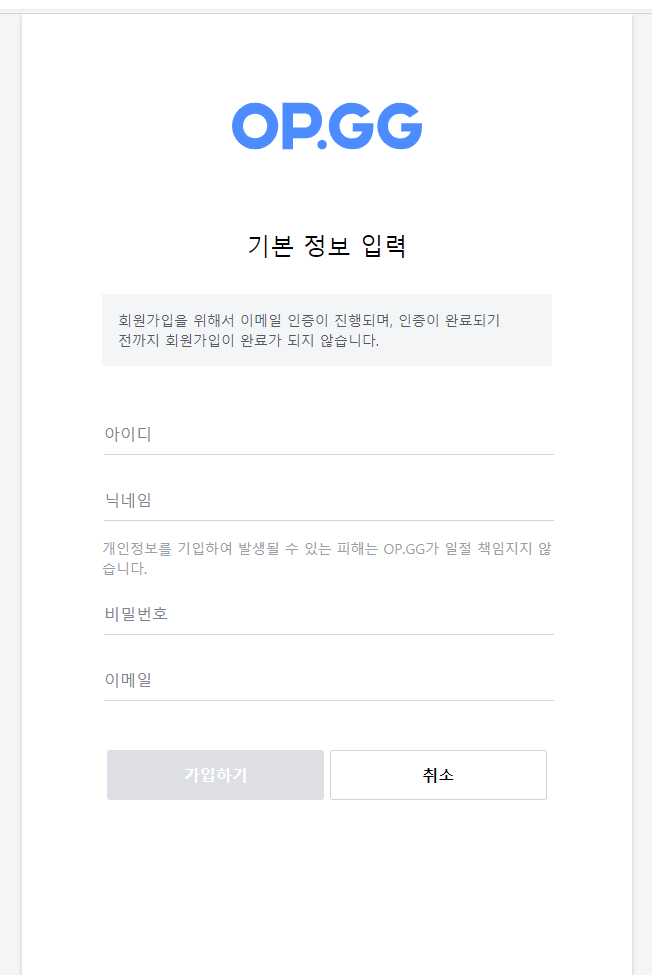 OP.GG
기본 정보 입력
회원가입을 위해서 이메일 인증이 진행되며, 인증이 완료되기
전까지 회원가입이 완료가 되지 않습니다.
아이디
닉네임
개인정보를 기입하여 발생될 수 있는 피해는 OP.GG가 일절 책임지지 않
습니다.
비밀번호
이메일
가입하기 취소